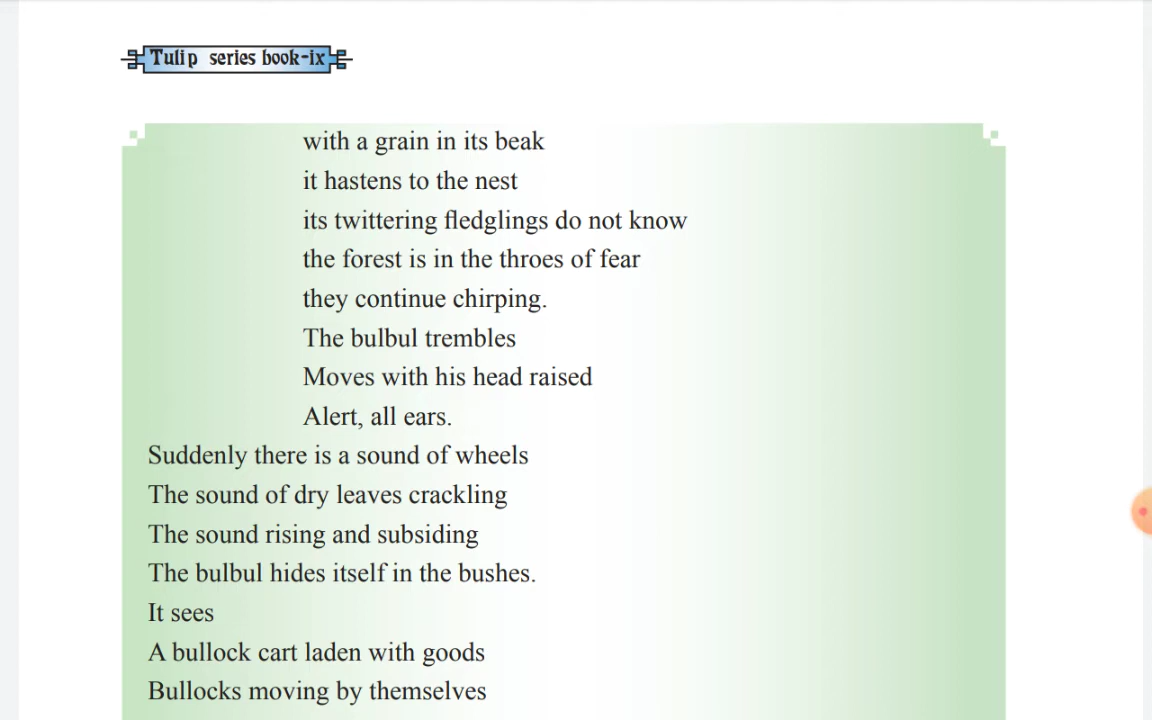 Tulip series book-ix
with a grain in its beak
it hastens to the nest
its twittering fledglings do not know
the forest is in the throes of fear
they continue chirping.
The bulbul trembles
Moves with his head raised
Alert, all ears.
Suddenly there is a sound of wheels
The sound of dry leaves crackling
The sound rising and subsiding
The bulbul hides itself in the bushes.
It sees
A bullock cart laden with goods
Bullocks moving by themselves